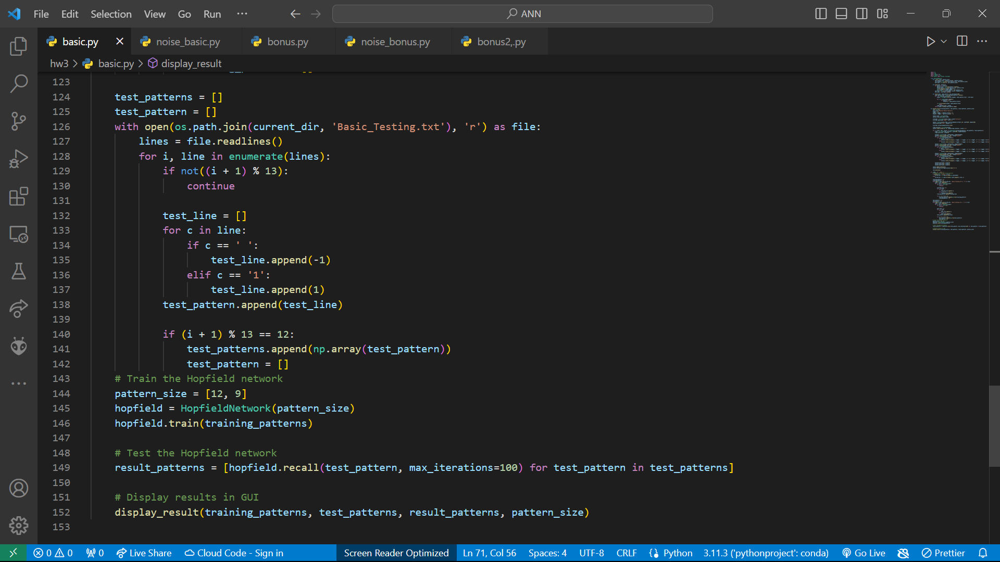 File Edit Selection View Go Run ··· ANN
basic.py noise_basic.py bonus.py noise_bonus.py bonus2,.py
hw3 > basic.py > display_result
123
124 test_patterns = []
125 test_pattern = []
126 with open(os.path.join(current_dir, 'Basic_Testing.txt'), 'r') as file:
127 lines = file.readlines()
128 for i, line in enumerate(lines):
129 if not((i + 1) % 13):
130 continue
131
132 test_line = []
133 for c in line:
134 if c == ' ':
135 test_line.append(-1)
136 elif c == '1':
137 test_line.append(1)
138 test_pattern.append(test_line)
139
140 if (i + 1) % 13 == 12:
141 test_patterns.append(np.array(test_pattern))
142 test_pattern = []
143 # Train the Hopfield network
144 pattern_size = [12, 9]
145 hopfield = HopfieldNetwork(pattern_size)
146 hopfield.train(training_patterns)
147
148 # Test the Hopfield network
149 result_patterns = [hopfield.recall(test_pattern, max_iterations=100) for test_pattern in test_patterns]
150
151 # Display results in GUI
152 display_result(training_patterns, test_patterns, result_patterns, pattern_size)
153
0 0 0 Live Share Cloud Code - Sign in Screen Reader Optimized Ln 71, Col 56 Spaces: 4 UTF-8 CRLF Python 3.11.3 ('pythonproject': conda) Go Live Prettier